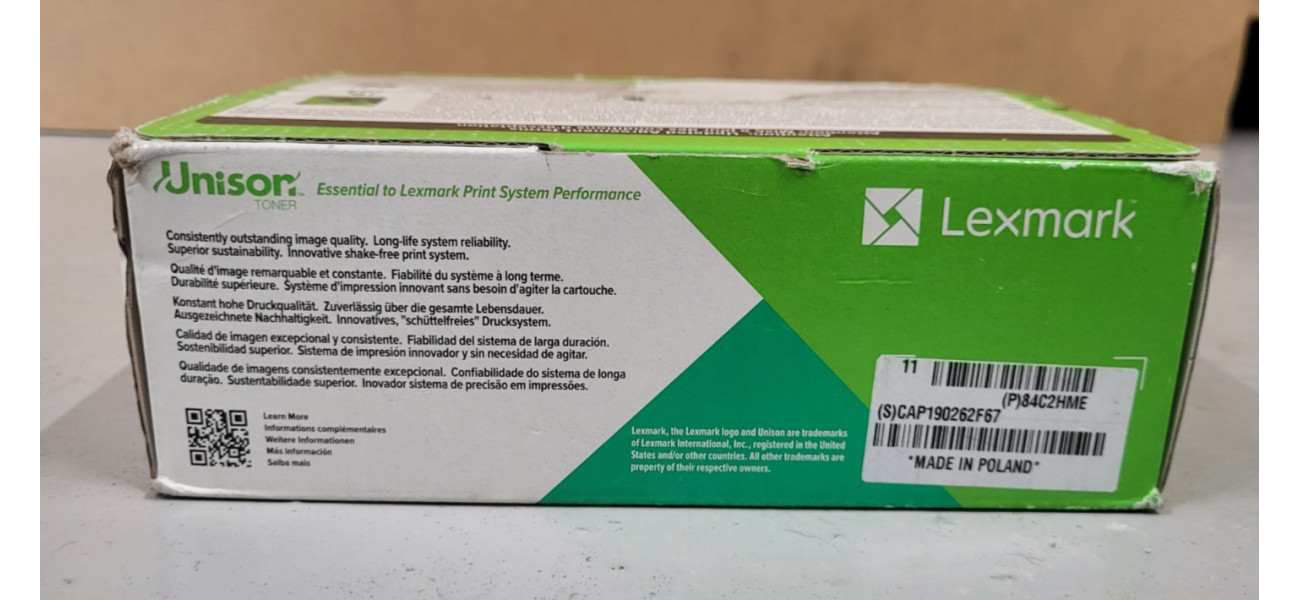 Unison™
TONER
Essential to Lexmark Print System Performance
Lexmark™
Consistently outstanding image quality. Long-life system reliability.
Superior sustainability. Innovative shake-free print system.
Qualité d'image remarquable et constante. Fiabilité du système à long terme.
Durabilité supérieure. Système d'impression innovant sans besoin d'agiter la cartouche.
Konstant hohe Druckqualität. Zuverlässig über die gesamte Lebensdauer.
Ausgezeichnete Nachhaltigkeit. Innovatives, "schüttelfreies" Drucksystem.
Calidad de imagen excepcional y consistente. Fiabilidad del sistema de larga duración.
Sostenibilidad superior. Sistema de impresión innovador y sin necesidad de agitar.
Qualidade de imagens consistentemente excepcional. Confiabilidade do sistema de longa
duração. Sustentabilidade superior. Inovador sistema de precisão em impressões.
Learn More
Informations complémentaires
Weitere Informationen
Más información
Saiba mais
Lexmark, the Lexmark logo and Unison are trademarks
of Lexmark International, Inc., registered in the United
States and/or other countries. All other trademarks are
property of their respective owners.
11
(P)84C2HME
(S)CAP190262F67
*MADE IN POLAND*